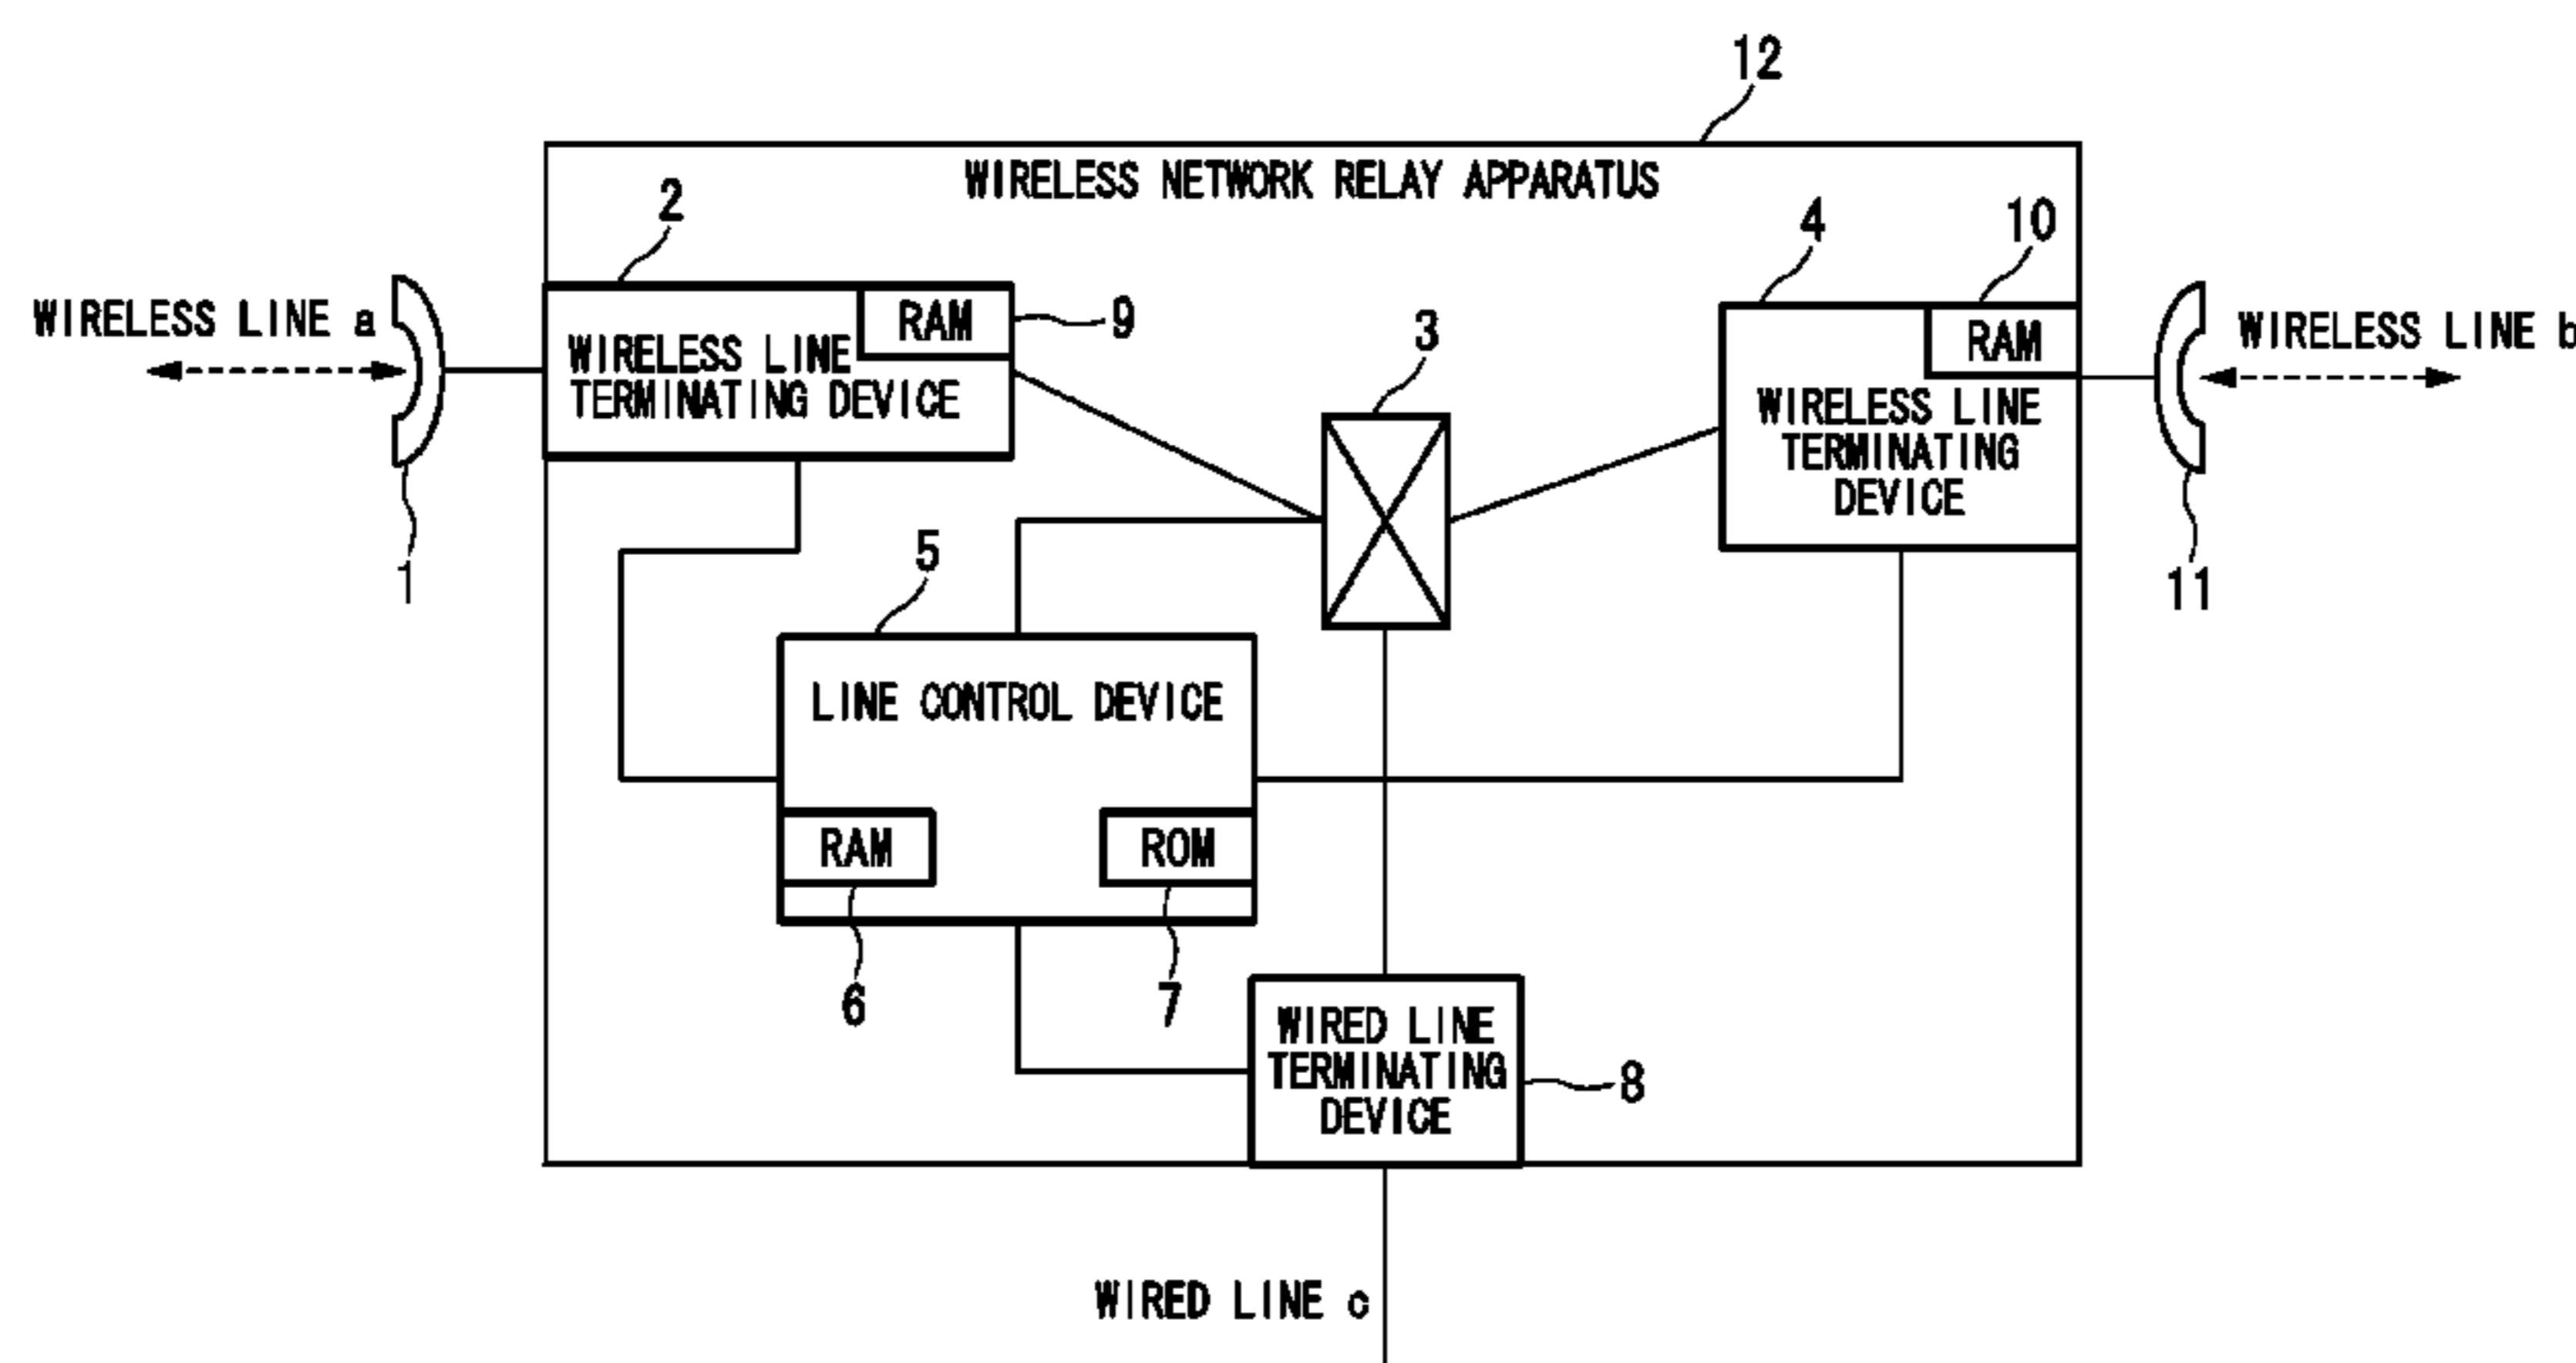 12
WIRELESS NETWORK RELAY APPARATUS
2
4
10
WIRELESS LINE a
RAM
9
WIRELESS LINE
TERMINATING DEVICE
3
RAM
WIRELESS LINE b
WIRELESS LINE
TERMINATING
DEVICE
1
5
11
LINE CONTROL DEVICE
RAM
ROM
6
7
WIRED LINE
TERMINATING
DEVICE
8
WIRED LINE c